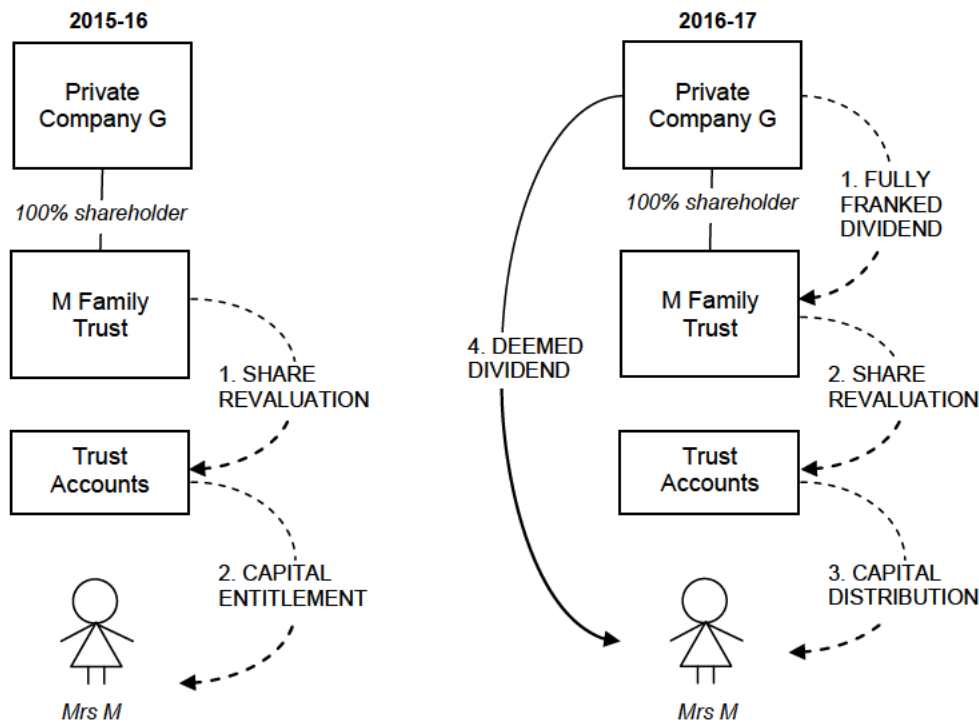 2015-16
Private
Company G
100% shareholder
M Family
Trust
1. SHARE
REVALUATION
Trust
Accounts
2. CAPITAL
ENTITLEMENT
Mrs M
2016-17
Private
Company G
1. FULLY
FRANKED
DIVIDEND
100% shareholder
M Family
Trust
4. DEEMED
DIVIDEND
2. SHARE
REVALUATION
Trust
Accounts
3. CAPITAL
DISTRIBUTION
Mrs M